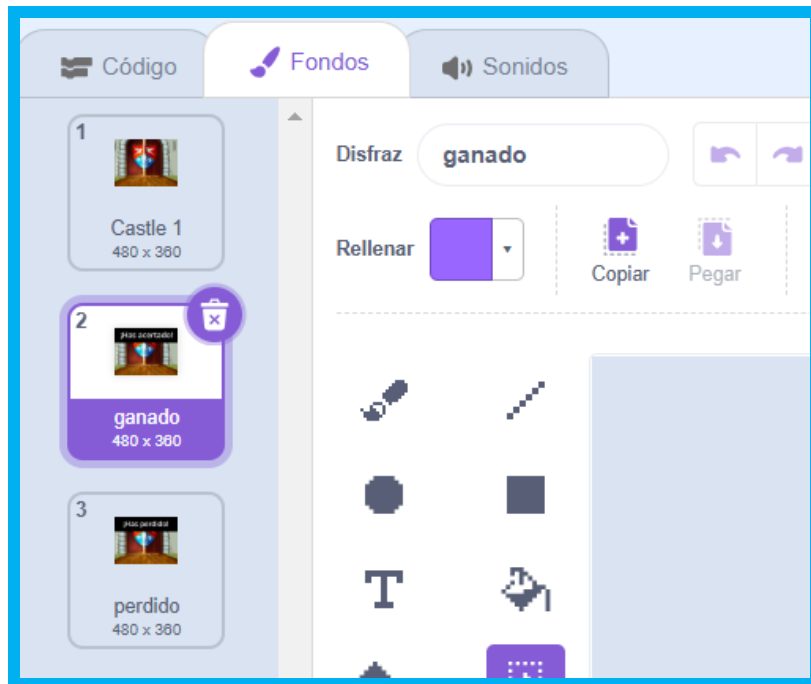 Código
Fondos
Sonidos
1
Castle 1
480 x 360
2
¡Has acertado!
ganado
480 x 360
3
¡Has perdido!
perdido
480 x 360
Disfraz
ganado
Rellenar
Copiar
Pegar
T